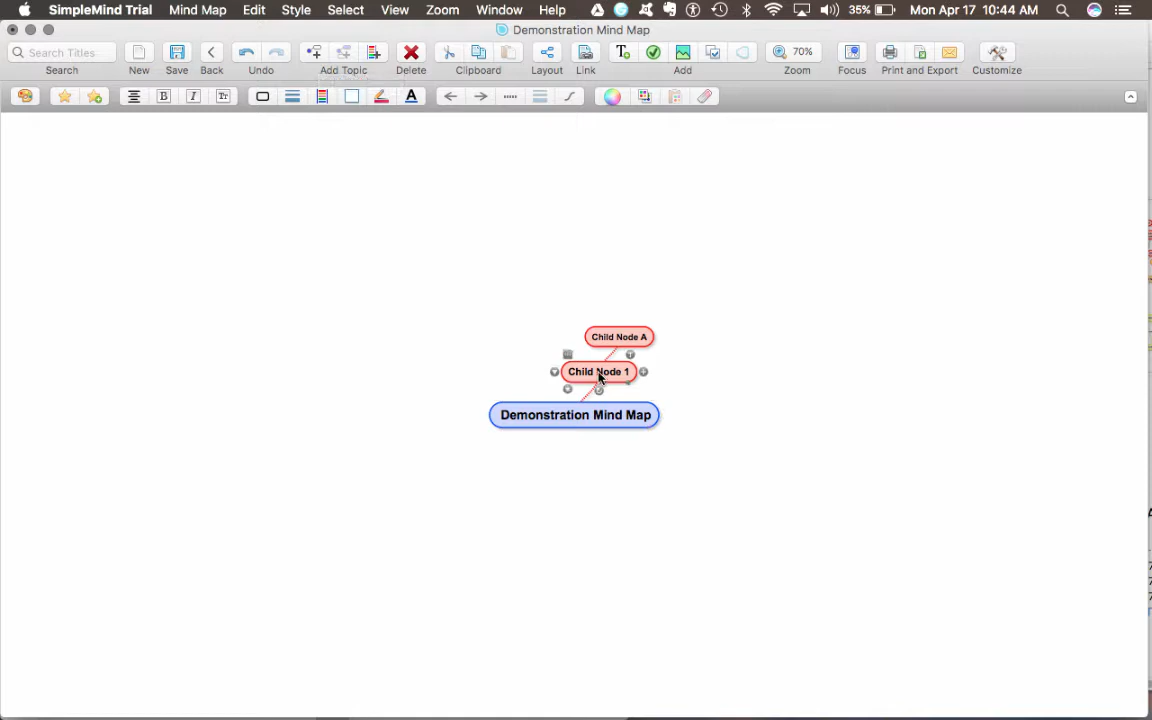 SimpleMind Trial Mind Map Edit Style Select View Zoom Window Help 35% Mon Apr 17 10:44 AM
Demonstration Mind Map
Search Titles T 70%
Search New Save Back Undo Add Topic Delete Clipboard Layout Link Add Zoom Focus Print and Export Customize
B I Tr A
Child Node A
Child Node 1
Demonstration Mind Map